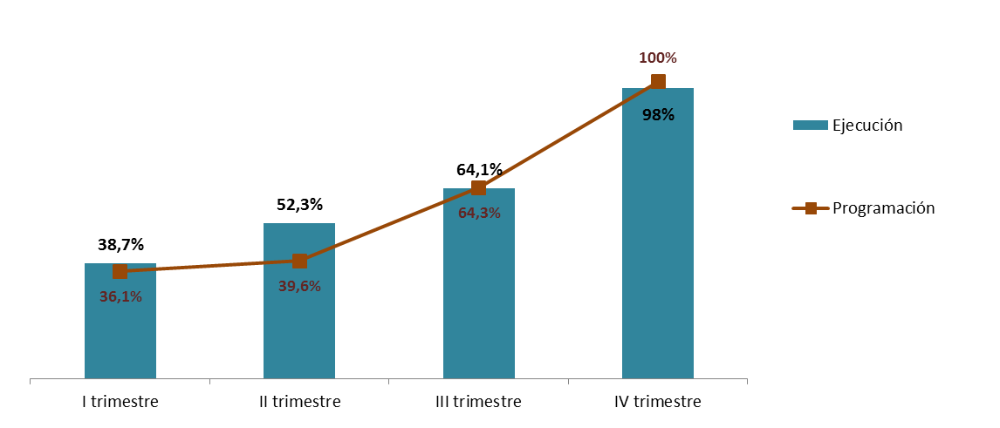 100%
98%
64,1%
64,3%
52,3%
39,6%
38,7%
36,1%
I trimestre
II trimestre
III trimestre
IV trimestre
Ejecución
Programación